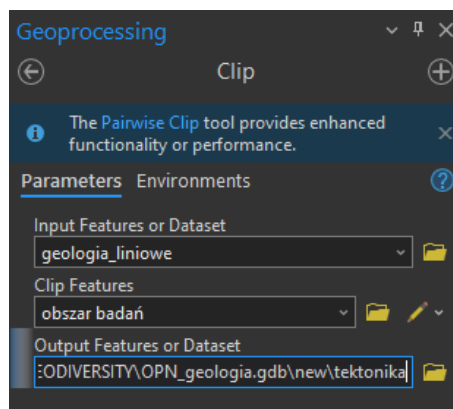 Geoprocessing
Clip
The Pairwise Clip tool provides enhanced
functionality or performance.
Parameters Environments
Input Features or Dataset
geologia_liniowe
Clip Features
obszar badań
Output Features or Dataset
EODIVERSITY\OPN_geologia.gdb\new\tektonika